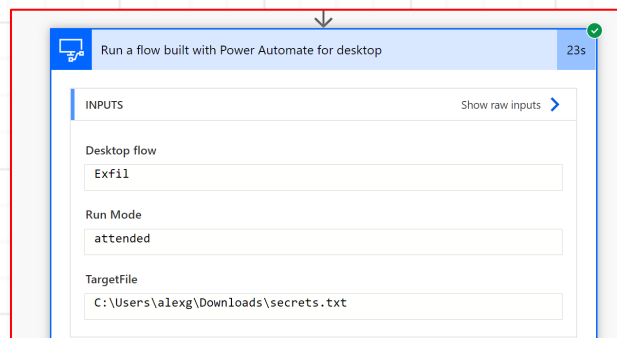 Run a flow built with Power Automate for desktop
23s
INPUTS
Show raw inputs
Desktop flow
Exfil
Run Mode
attended
TargetFile
C:\Users\alexg\Downloads\secrets.txt